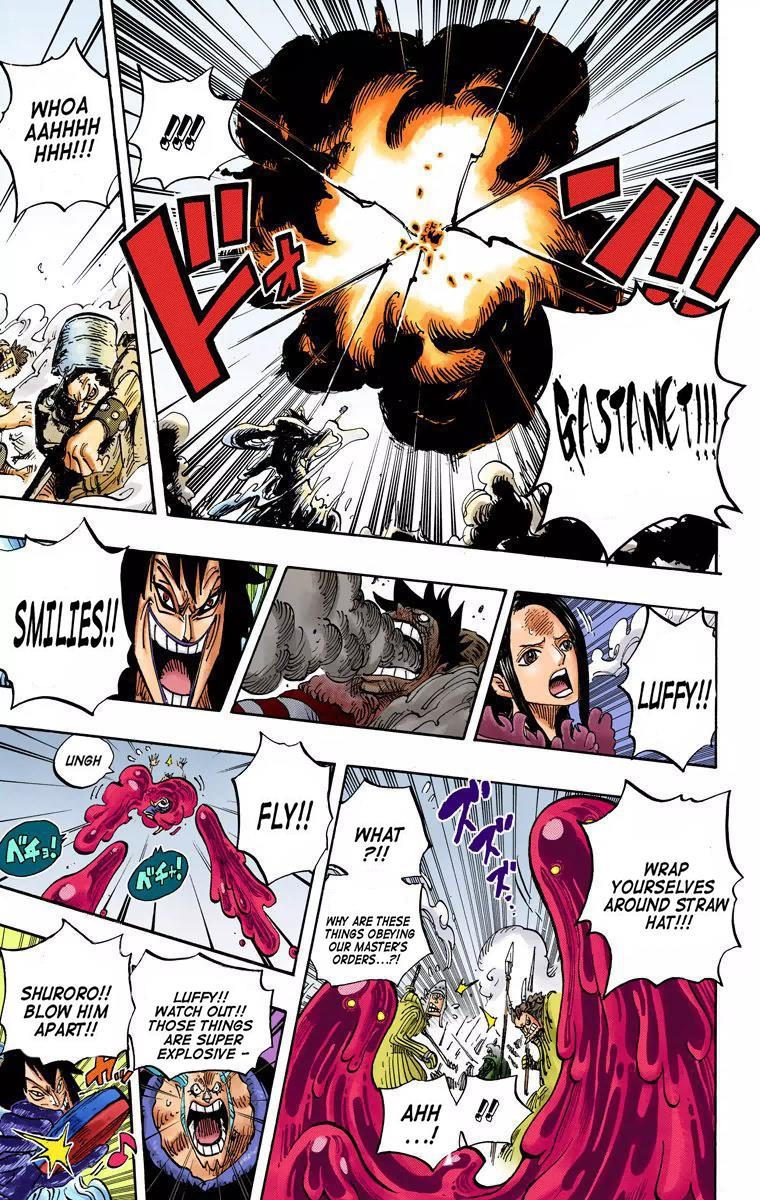 !!!
ドォン!!!
GASTANET!!!
WHOA
AAHHHH
HHH!!!
LUFFY!!
SMILIES!!
WRAP
YOURSELVES
AROUND STRAW
HAT!!!
ズズズ
WHAT
?!!
WHY ARE THESE
THINGS OBEYING
OUR MASTER'S
ORDERS...?!
AHH
...!
!!
FLY!!
UNGH
ベチョ!
ベチャ!
LUFFY!!
WATCH OUT!!
THOSE THINGS
ARE SUPER
EXPLOSIVE -
SHURORO!!
BLOW HIM
APART!!
カッ